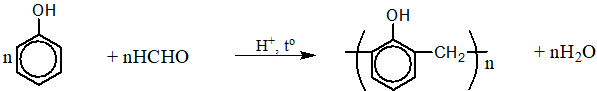 OH OH
n + nHCHO H+, to CH2 n + nH2O